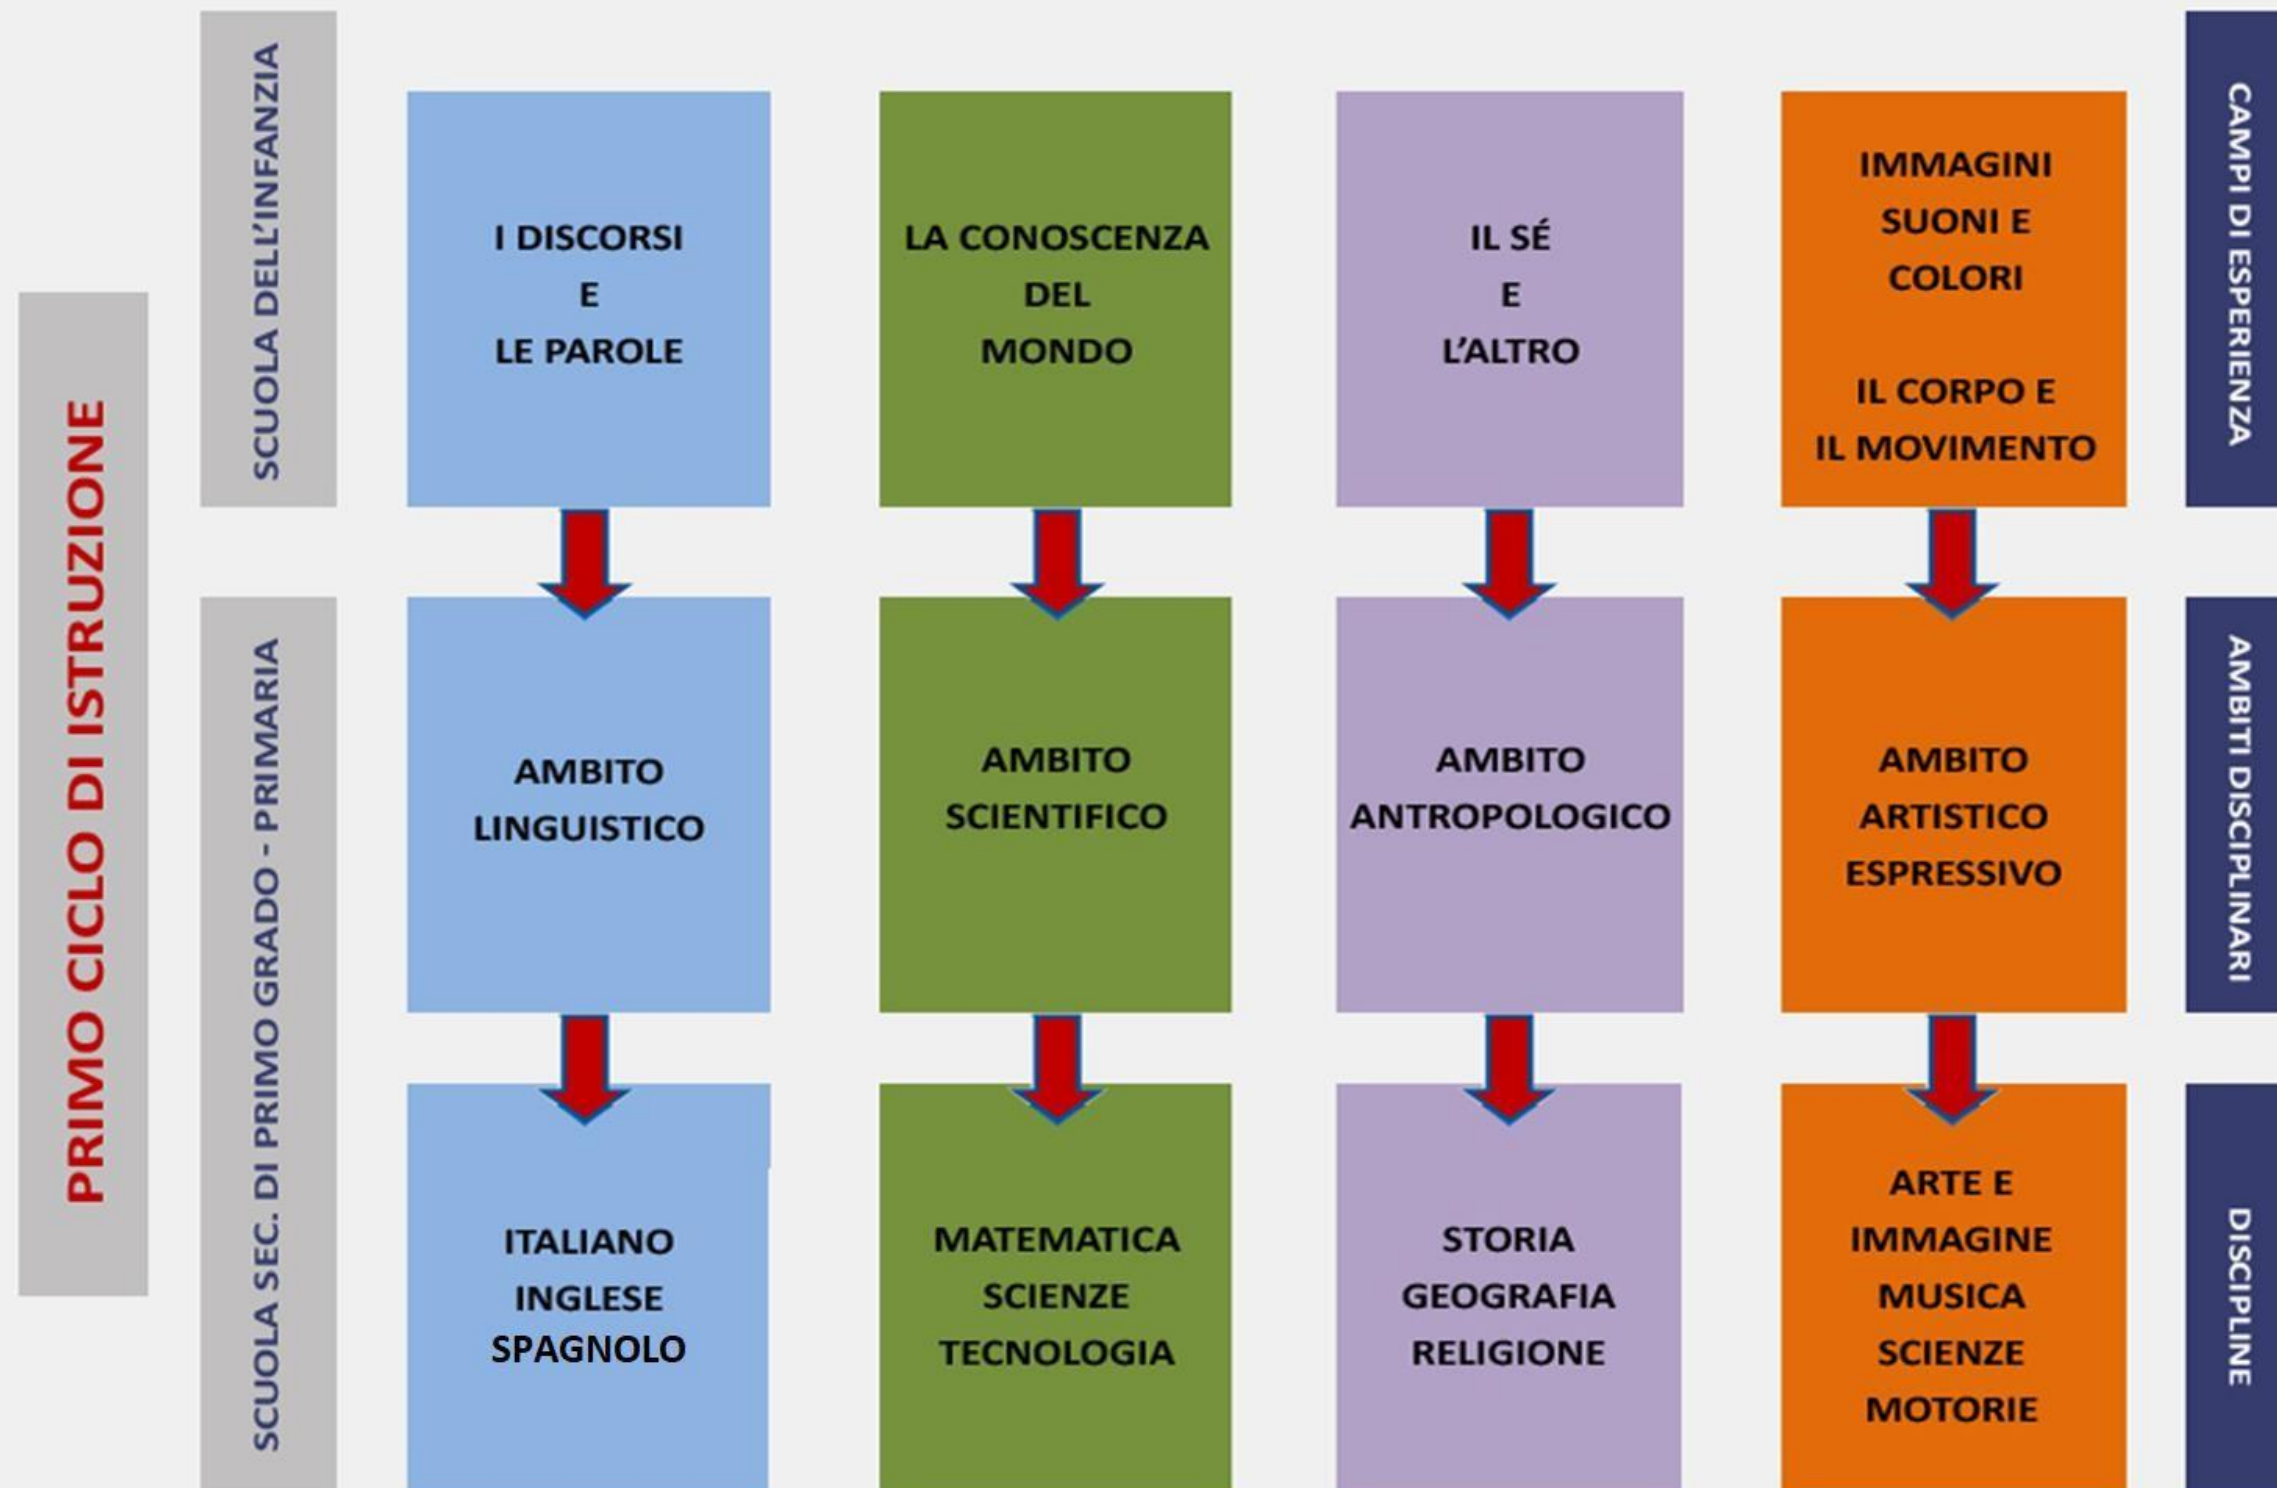 PRIMO CICLO DI ISTRUZIONE
SCUOLA DELL'INFANZIA
I DISCORSI
E
LE PAROLE
LA CONOSCENZA
DEL
MONDO
IL SÉ
E
L'ALTRO
IMMAGINI
SUONI E
COLORI
IL CORPO E
IL MOVIMENTO
CAMPI DI ESPERIENZA
SCUOLA SEC. DI PRIMO GRADO - PRIMARIA
AMBITO
LINGUISTICO
AMBITO
SCIENTIFICO
AMBITO
ANTROPOLOGICO
AMBITO
ARTISTICO
ESPRESSIVO
AMBITI DISCIPLINARI
ITALIANO
INGLESE
SPAGNOLO
MATEMATICA
SCIENZE
TECNOLOGIA
STORIA
GEOGRAFIA
RELIGIONE
ARTE E
IMMAGINE
MUSICA
SCIENZE
MOTORIE
DISCIPLINE